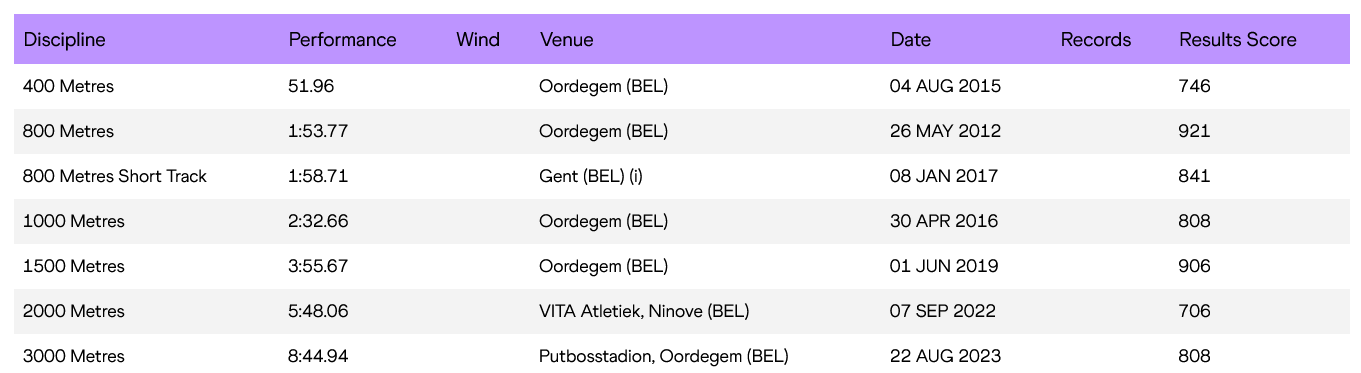 Discipline Performance Wind Venue Date Records Results Score
400 Metres 51.96 Oordegem (BEL) 04 AUG 2015 746
800 Metres 1:53.77 Oordegem (BEL) 26 MAY 2012 921
800 Metres Short Track 1:58.71 Gent (BEL) (i) 08 JAN 2017 841
1000 Metres 2:32.66 Oordegem (BEL) 30 APR 2016 808
1500 Metres 3:55.67 Oordegem (BEL) 01 JUN 2019 906
2000 Metres 5:48.06 VITA Atletiek, Ninove (BEL) 07 SEP 2022 706
3000 Metres 8:44.94 Putbosstadion, Oordegem (BEL) 22 AUG 2023 808